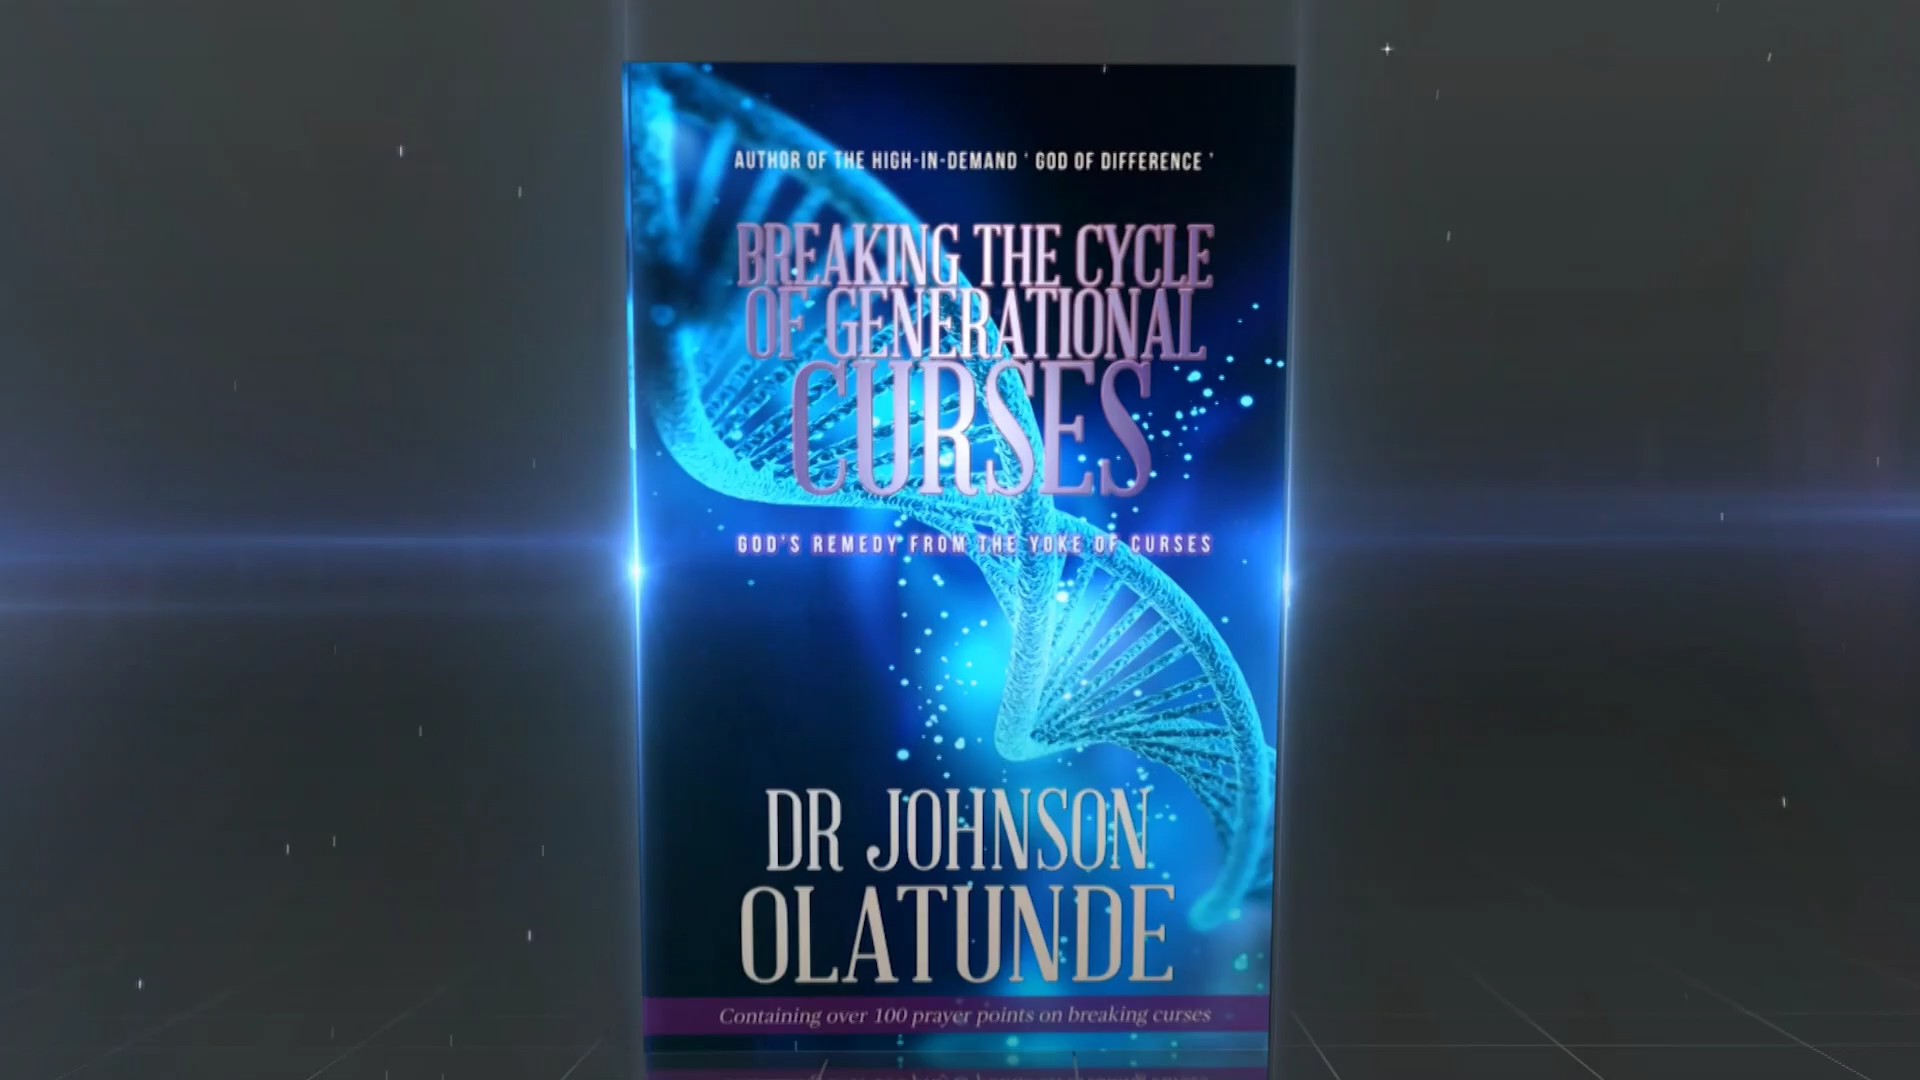 AUTHOR OF THE HIGH-IN-DEMAND ' GOD OF DIFFERENCE '
BREAKING THE CYCLE
OF GENERATIONAL
CURSES
GOD'S REMEDY FROM THE YOKE OF CURSES
DR JOHNSON
OLATUNDE
Containing over 100 prayer points on breaking curses